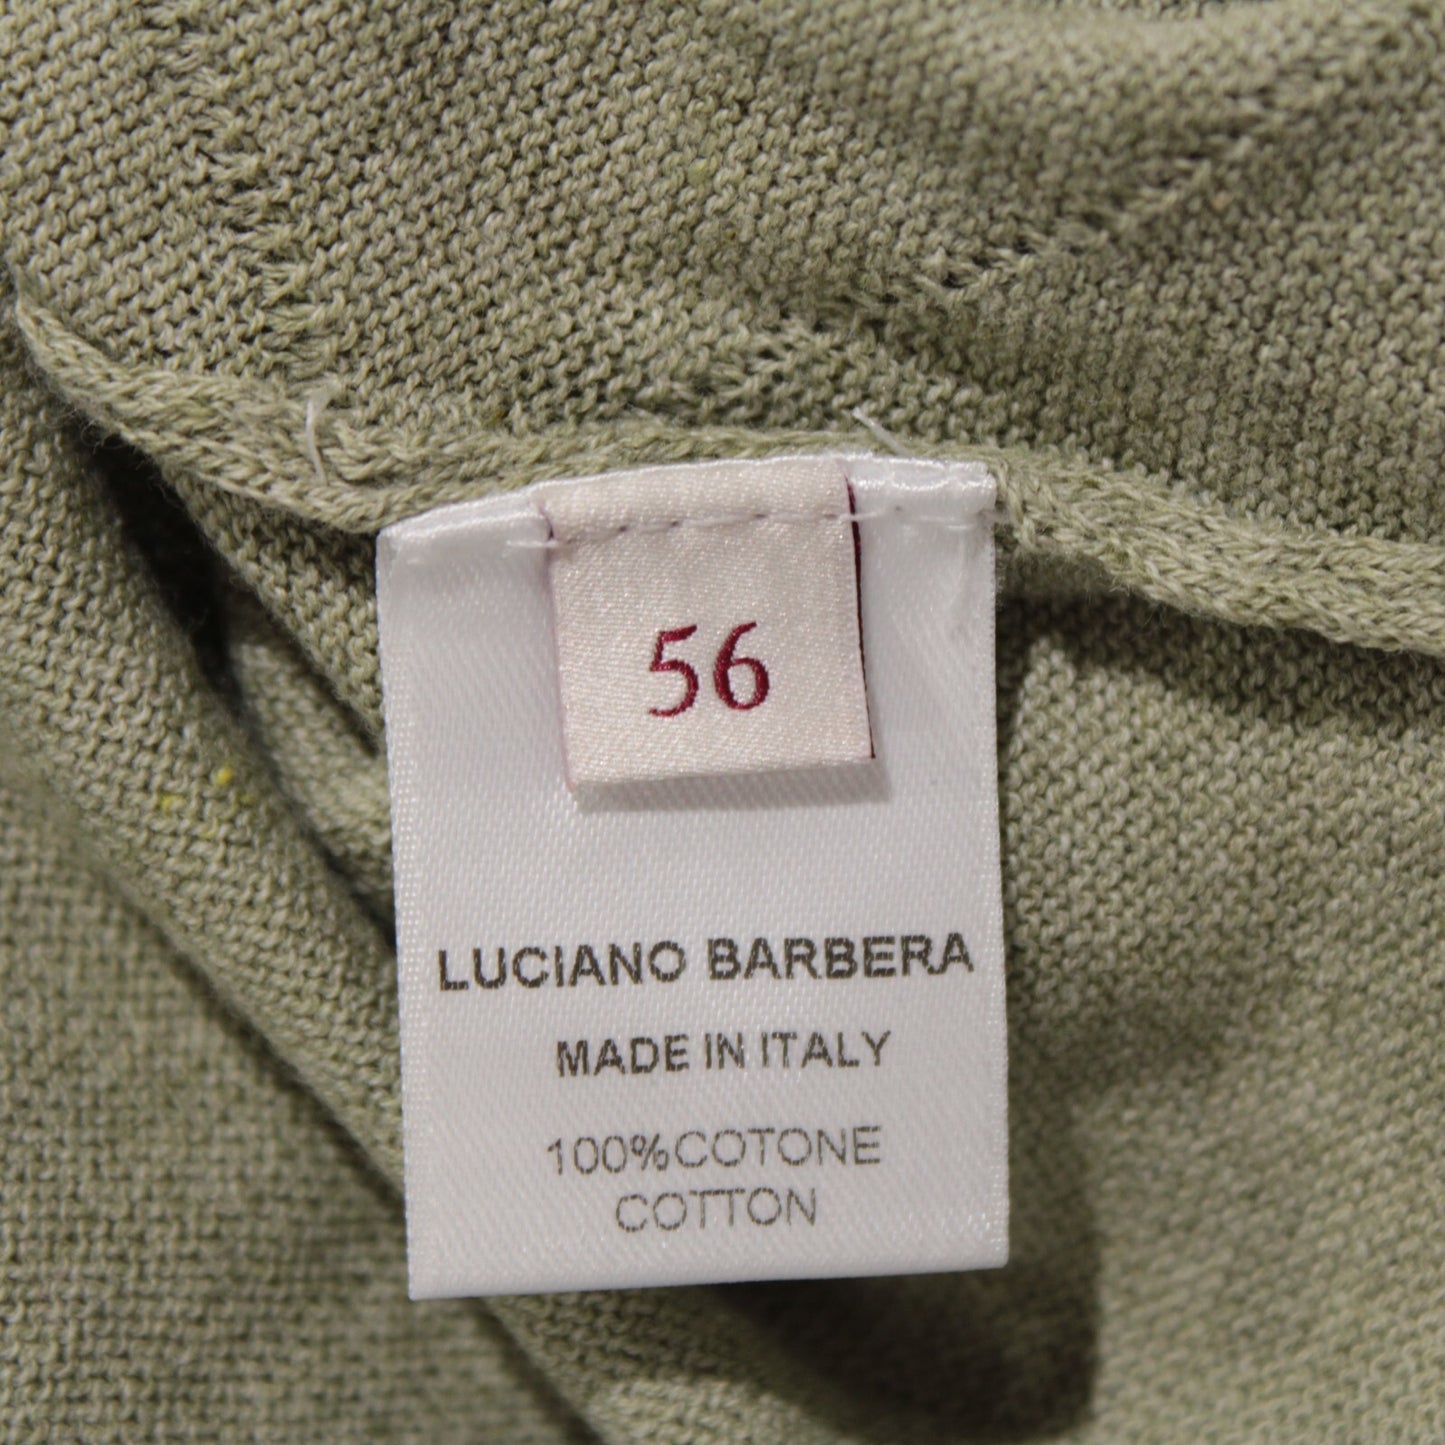 56
LUCIANO BARBERA
MADE IN ITALY
100%COTONE
COTTON